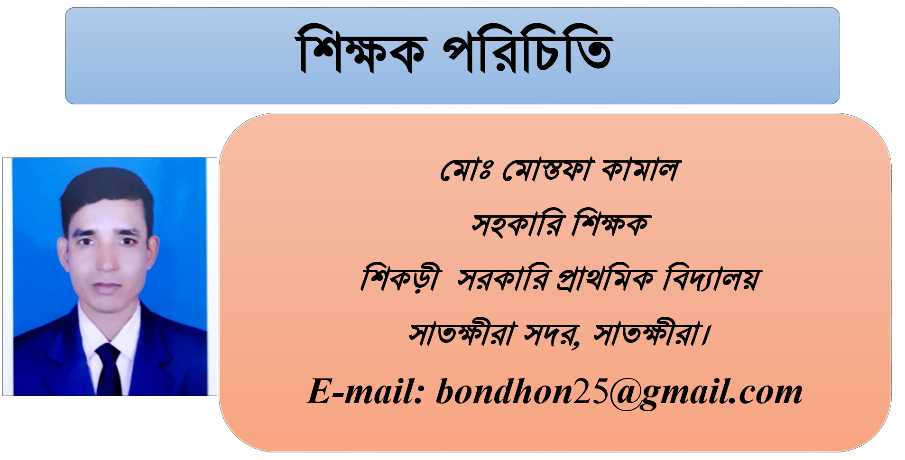 শিক্ষক পরিচিতি
মোঃ মোস্তফা কামাল
সহকারি শিক্ষক
শিকড়ী সরকারি প্রাথমিক বিদ্যালয়
সাতক্ষীরা সদর, সাতক্ষীরা।
E-mail: bondhon25@gmail.com